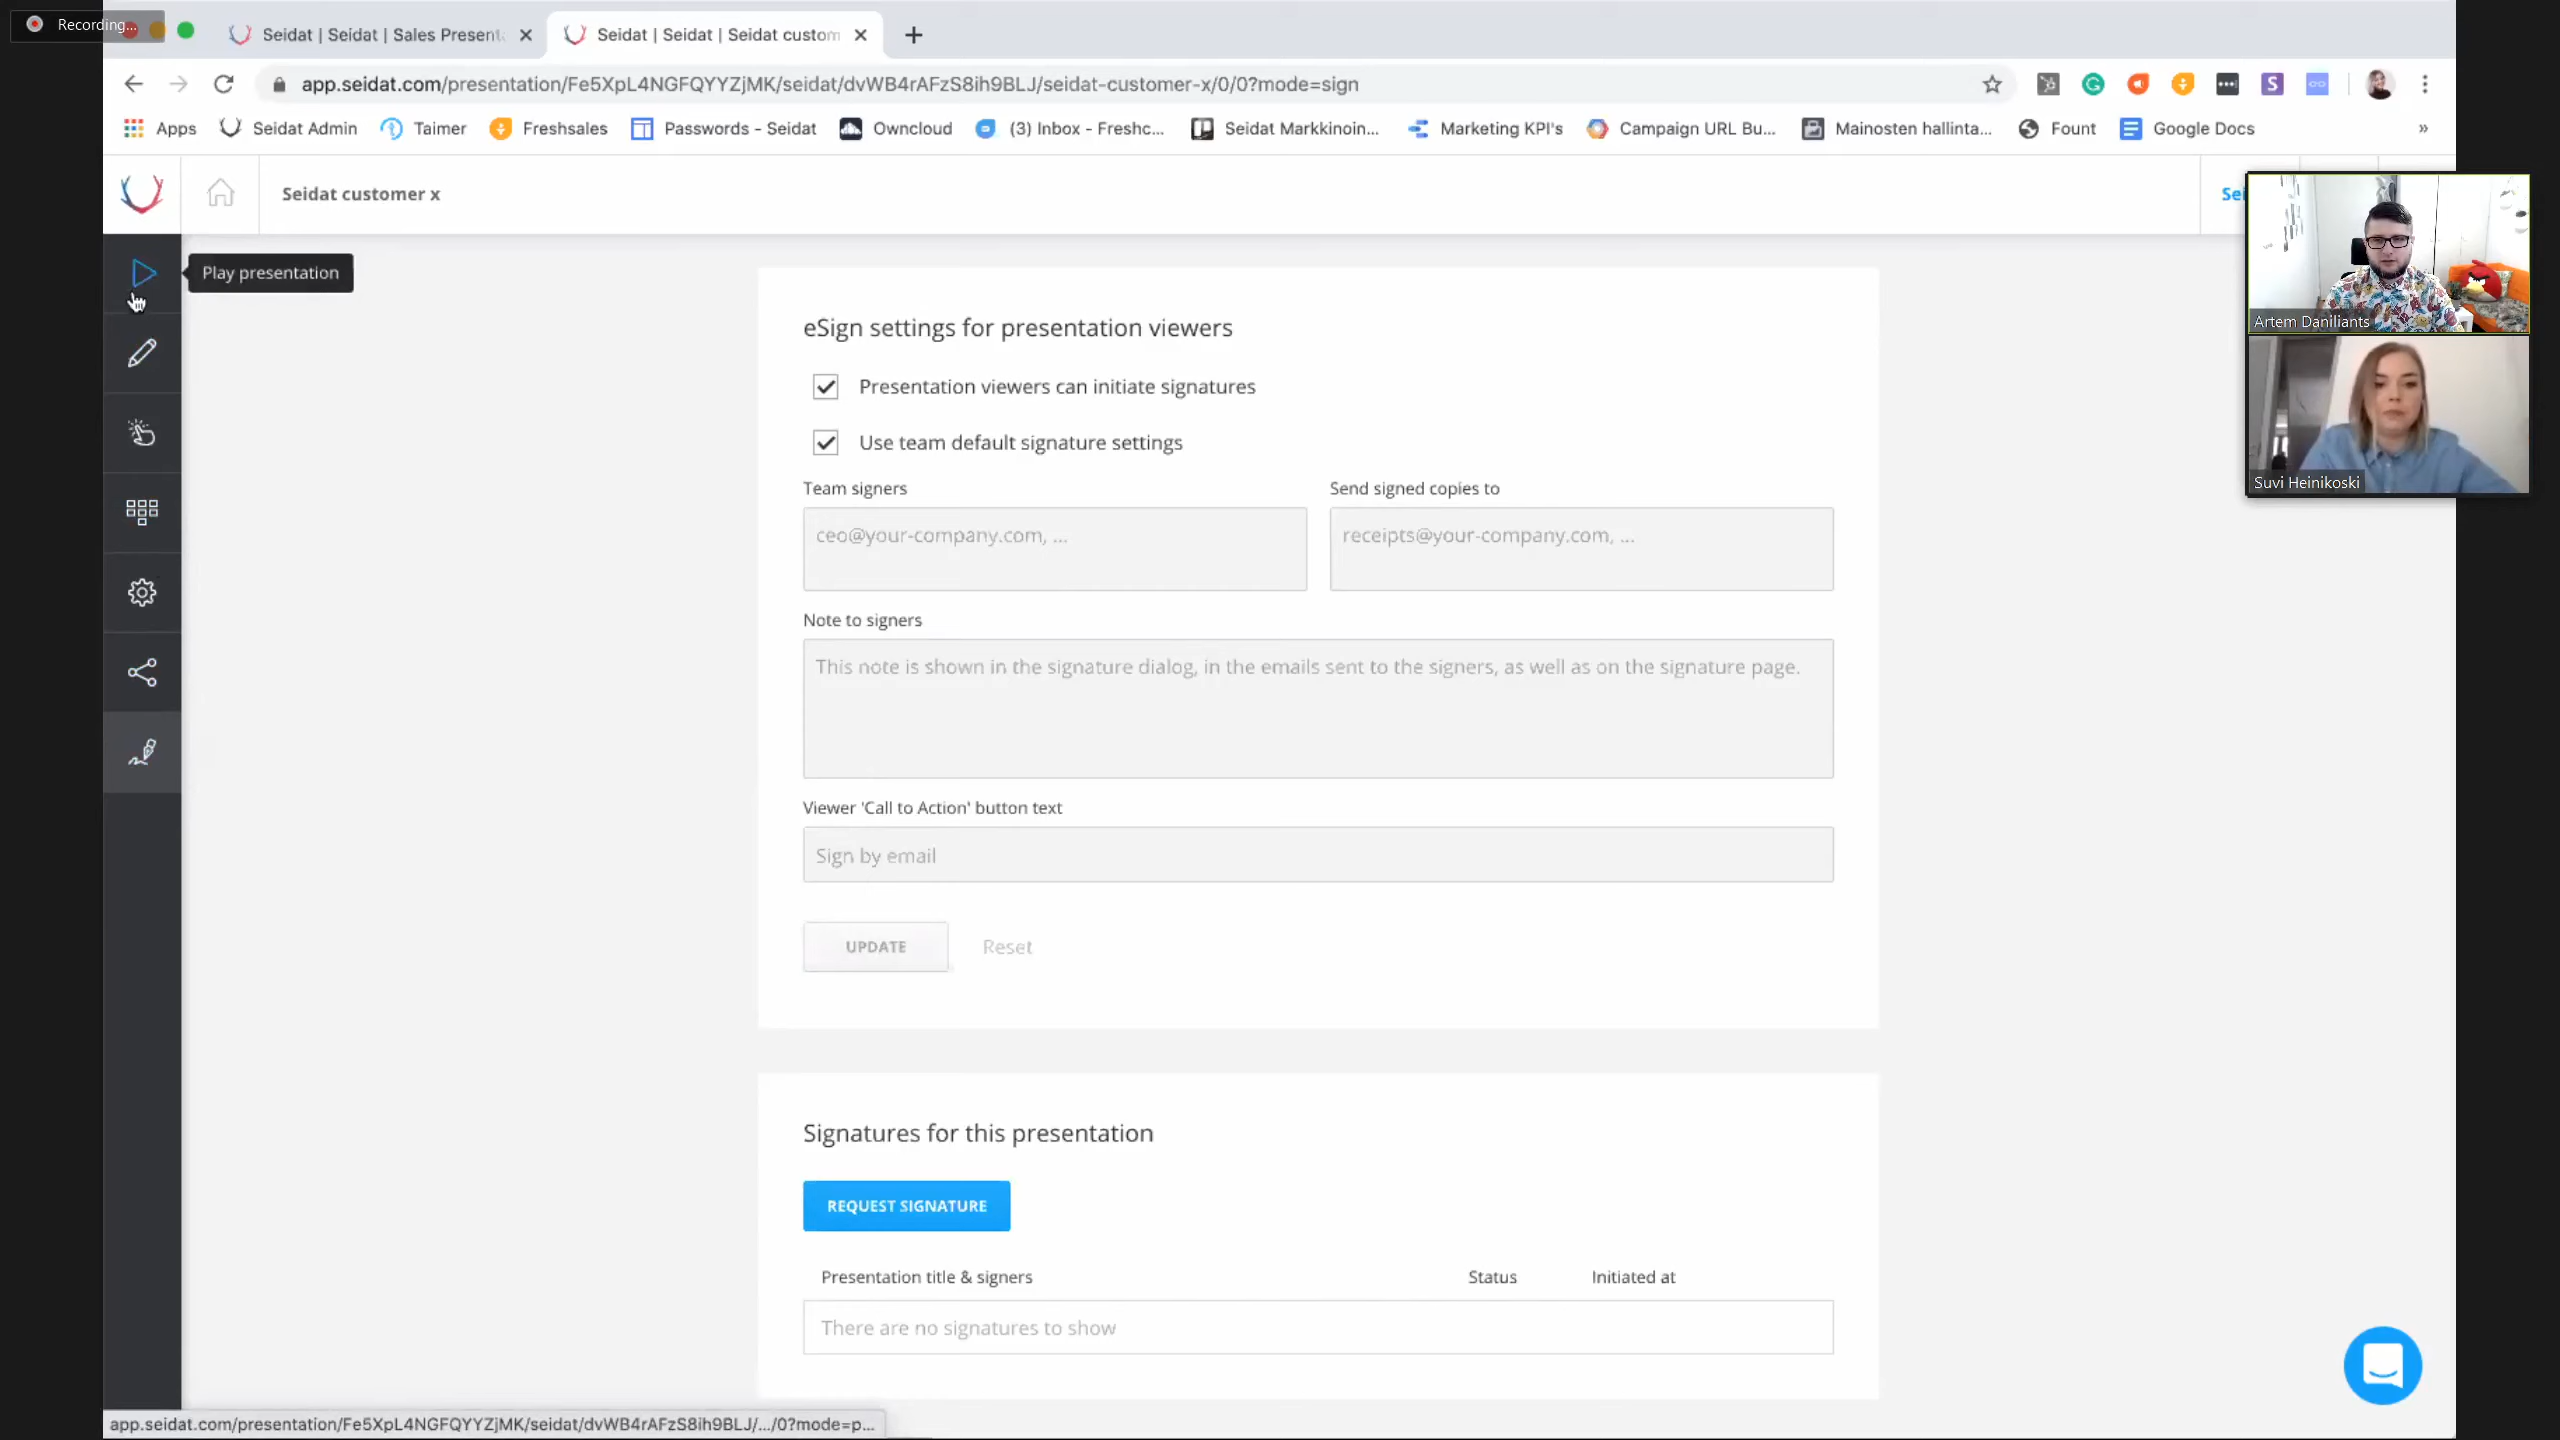 Recording...
Seidat | Seidat | Sales Present
Seidat | Seidat | Seidat custom
app.seidat.com/presentation/Fe5XpL4NGFQYYZjMK/seidat/dvWB4rAFzS8ih9BLJ/seidat-customer-x/0/0?mode=sign
Apps Seidat Admin Taimer Freshsales Passwords - Seidat Owncloud (3) Inbox - Freshc... Seidat Markkinoin... Marketing KPI's Campaign URL Bu... Mainosten hallinta... Fount Google Docs »
Seidat customer x
Sei
Artem Daniliants
Suvi Heinikoski
Play presentation
eSign settings for presentation viewers
Presentation viewers can initiate signatures
Use team default signature settings
Team signers Send signed copies to
ceo@your-company.com, ... receipts@your-company.com, ...
Note to signers
This note is shown in the signature dialog, in the emails sent to the signers, as well as on the signature page.
Viewer 'Call to Action' button text
Sign by email
UPDATE Reset
Signatures for this presentation
REQUEST SIGNATURE
Presentation title & signers Status Initiated at
There are no signatures to show
app.seidat.com/presentation/Fe5XpL4NGFQYYZjMK/seidat/dvWB4rAFzS8ih9BLJ/.../0?mode=p...